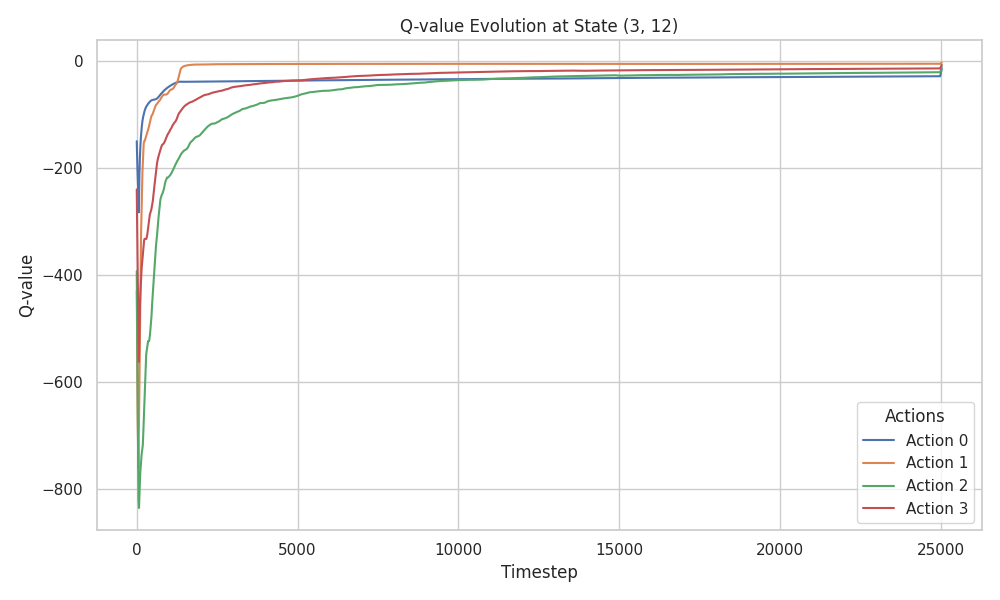 Q-value Evolution at State (3, 12)
Q-value
0
−200
−400
−600
−800
0
5000
10000
15000
20000
25000
Timestep
Actions
Action 0
Action 1
Action 2
Action 3